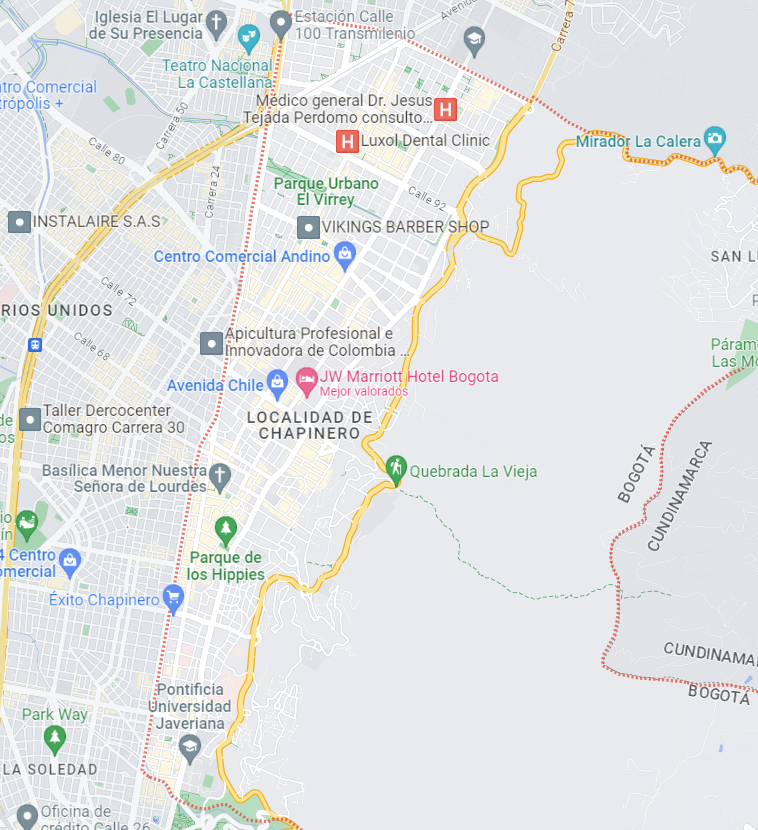 Iglesia El Lugar
de Su Presencia
Estación Calle
100 Transmilenio
Carrera 7
Teatro Nacional
La Castellana
ntro Comercial
trópolis +
Carrera 50
Médico general Dr. Jesus
Tejada Perdomo consulto...
Luxol Dental Clinic
Mirador La Calera
Calle 80
Carrera 24
Parque Urbano
El Virrey
Calle 92
INSTALAIRE S.A.S
VIKINGS BARBER SHOP
Centro Comercial Andino
SAN LU
Calle 72
RIOS UNIDOS
Apicultura Profesional e
Innovadora de Colombia ...
Calle 68
Páramo
Las Mo
JW Marriott Hotel Bogota
Mejor valorados
Avenida Chile
Taller Dercocenter
Comagro Carrera 30
LOCALIDAD DE
CHAPINERO
Basílica Menor Nuestra
Señora de Lourdes
Quebrada La Vieja
BOGOTÁ
CUNDINAMARCA
Parque de
los Hippies
4 Centro
omercial
Éxito Chapinero
CUNDINAMA
BOGOTÁ
Pontificia
Universidad
Javeriana
Park Way
LA SOLEDAD
Oficina de
crédito Calle 26